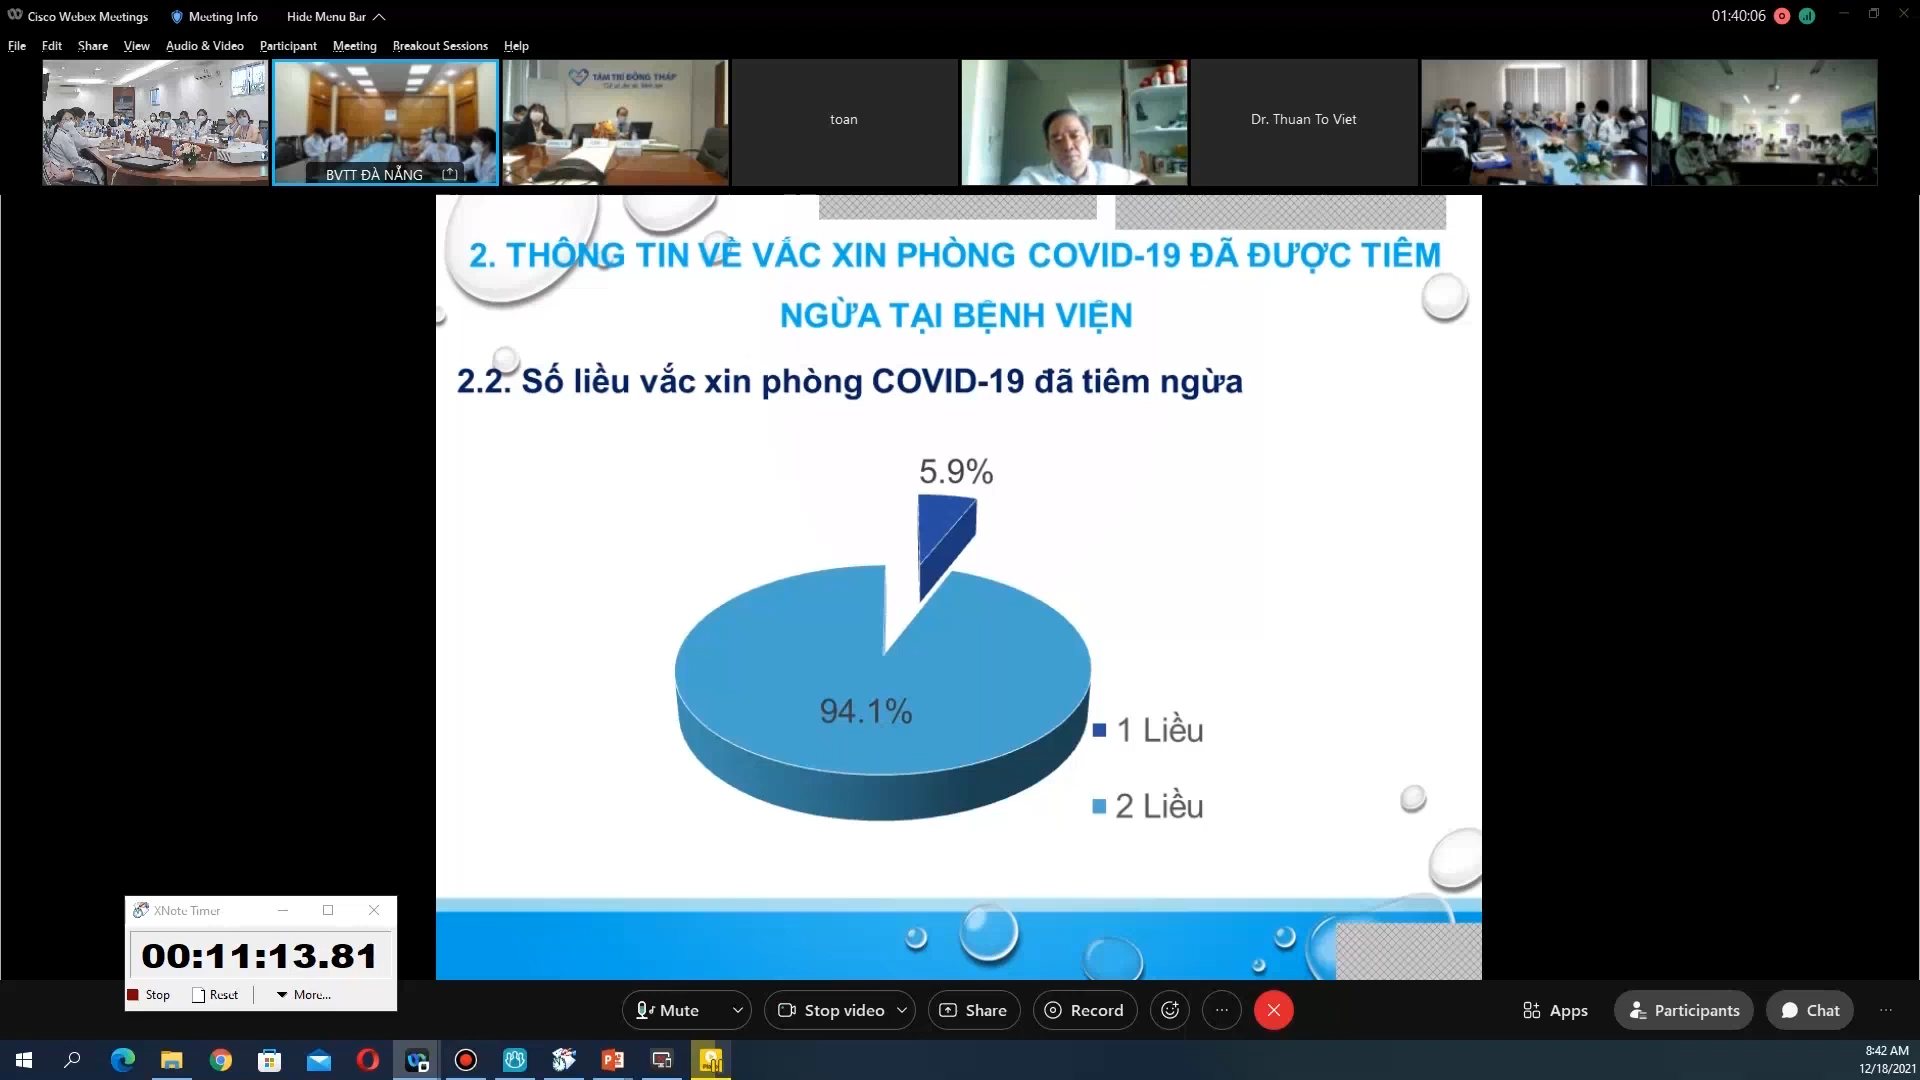 Cisco Webex Meetings
Meeting Info
Hide Menu Bar
01:40:06
File Edit Share View Audio & Video Participant Meeting Breakout Sessions Help
BVTT ĐÀ NẴNG
TÂM TRÍ ĐỒNG THÁP
toan
Dr. Thuan To Viet
2. THÔNG TIN VỀ VẮC XIN PHÒNG COVID-19 ĐÃ ĐƯỢC TIÊM
NGỪA TẠI BỆNH VIỆN
2.2. Số liều vắc xin phòng COVID-19 đã tiêm ngừa
5.9%
94.1%
1 Liều
2 Liều
XNote Timer
00:11:13.81
Stop Reset More...
Mute
Stop video
Share
Record
Apps
Participants
Chat
8:42 AM
12/18/2021